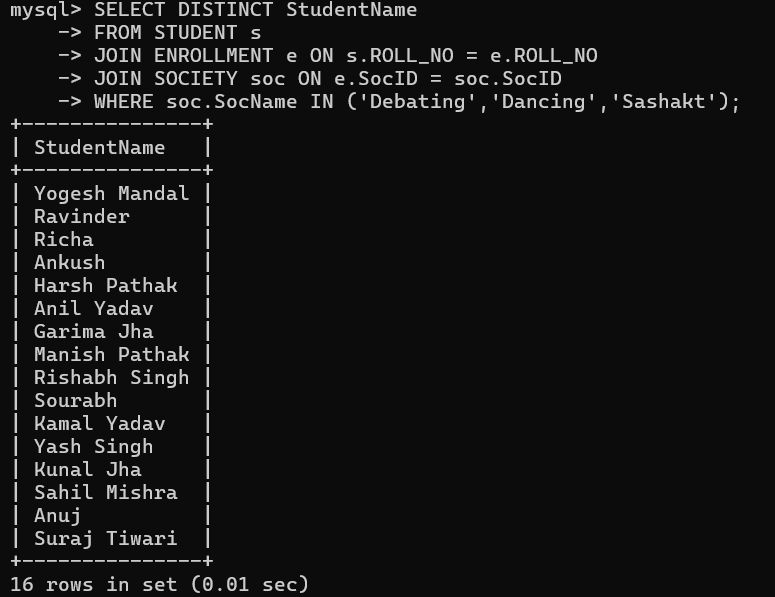 mysql> SELECT DISTINCT StudentName
    -> FROM STUDENT s
    -> JOIN ENROLLMENT e ON s.ROLL_NO = e.ROLL_NO
    -> JOIN SOCIETY soc ON e.SocID = soc.SocID
    -> WHERE soc.SocName IN ('Debating','Dancing','Sashakt');
+---------------+
| StudentName   |
+---------------+
| Yogesh Mandal |
| Ravinder      |
| Richa         |
| Ankush        |
| Harsh Pathak  |
| Anil Yadav    |
| Garima Jha    |
| Manish Pathak |
| Rishabh Singh |
| Sourabh       |
| Kamal Yadav   |
| Yash Singh    |
| Kunal Jha     |
| Sahil Mishra  |
| Anuj          |
| Suraj Tiwari  |
+---------------+
16 rows in set (0.01 sec)